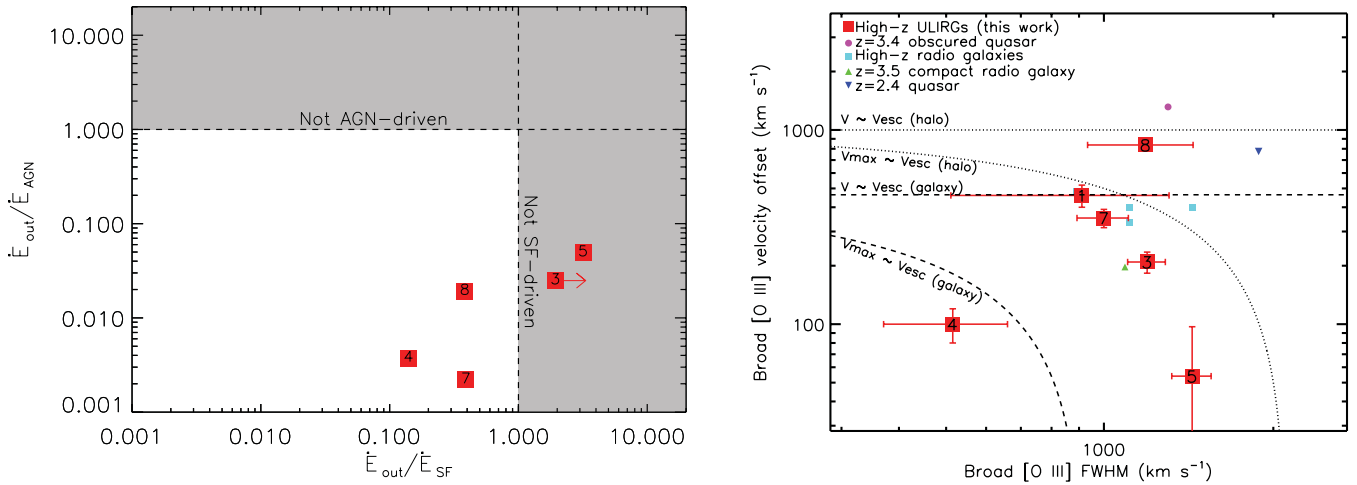 10.000
1.000
0.100
0.010
0.001
Ėout/ĖAGN
Not AGN-driven
Not SF-driven
5
3
8
4
7
0.001
0.010
0.100
1.000
10.000
Ėout/ĖSF
High-z ULIRGs (this work)
z=3.4 obscured quasar
High-z radio galaxies
z=3.5 compact radio galaxy
z=2.4 quasar
1000
100
Broad [O III] velocity offset (km s⁻¹)
V ~ Vesc (halo)
Vmax ~ Vesc (halo)
V ~ Vesc (galaxy)
Vmax ~ Vesc (galaxy)
8
1
7
3
4
5
1000
Broad [O III] FWHM (km s⁻¹)